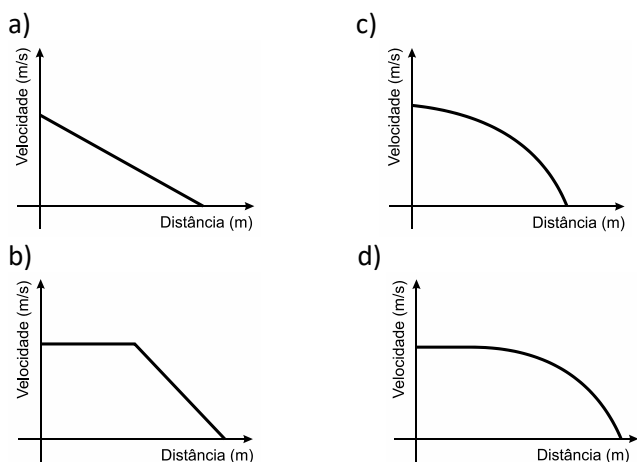 a)
Velocidade (m/s)
Distância (m)
c)
Velocidade (m/s)
Distância (m)
b)
Velocidade (m/s)
Distância (m)
d)
Velocidade (m/s)
Distância (m)